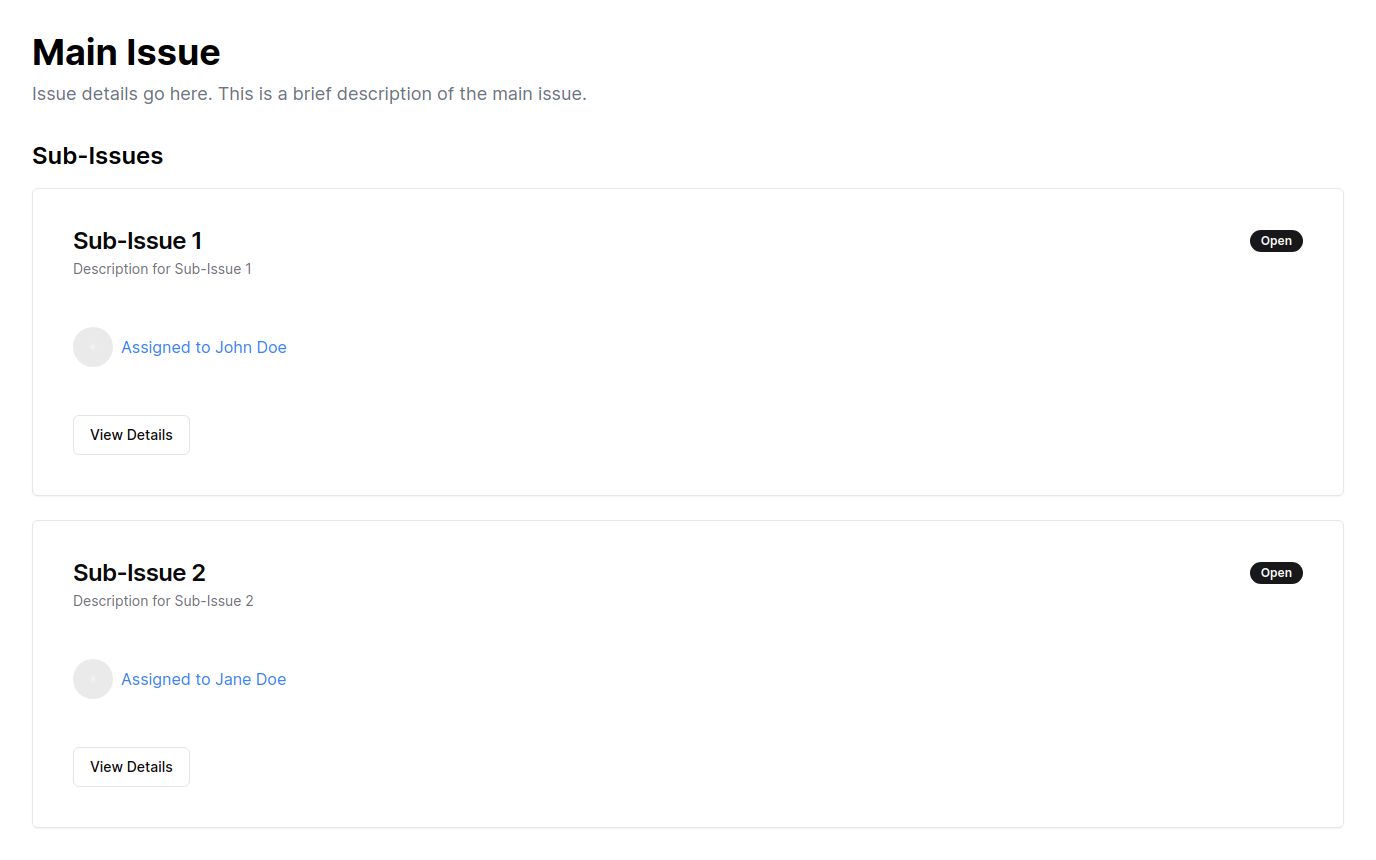 Main Issue
Issue details go here. This is a brief description of the main issue.
Sub-Issues
Sub-Issue 1
Open
Description for Sub-Issue 1
Assigned to John Doe
View Details
Sub-Issue 2
Open
Description for Sub-Issue 2
Assigned to Jane Doe
View Details